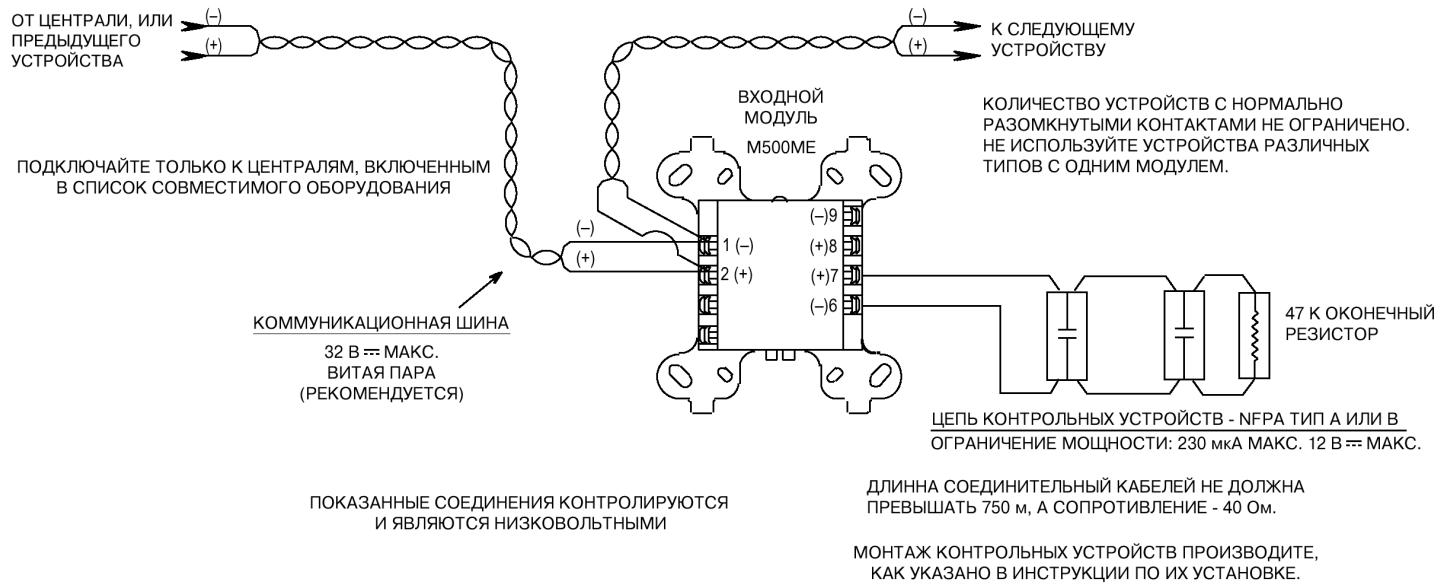 ОТ ЦЕНТРАЛИ, ИЛИ
ПРЕДЫДУЩЕГО
УСТРОЙСТВА
(–)
(+)
(–)
(+)
К СЛЕДУЮЩЕМУ
УСТРОЙСТВУ
ВХОДНОЙ
МОДУЛЬ
M500ME
КОЛИЧЕСТВО УСТРОЙСТВ С НОРМАЛЬНО
РАЗОМКНУТЫМИ КОНТАКТАМИ НЕ ОГРАНИЧЕНО.
НЕ ИСПОЛЬЗУЙТЕ УСТРОЙСТВА РАЗЛИЧНЫХ
ТИПОВ С ОДНИМ МОДУЛЕМ.
ПОДКЛЮЧАЙТЕ ТОЛЬКО К ЦЕНТРАЛЯМ, ВКЛЮЧЕННЫМ
В СПИСОК СОВМЕСТИМОГО ОБОРУДОВАНИЯ
(–)
(+)
1 (–)
2 (+)
(–)9
(+)8
(+)7
(–)6
КОММУНИКАЦИОННАЯ ШИНА
32 В ⎓ МАКС.
ВИТАЯ ПАРА
(РЕКОМЕНДУЕТСЯ)
47 К ОКОНЕЧНЫЙ
РЕЗИСТОР
ЦЕПЬ КОНТРОЛЬНЫХ УСТРОЙСТВ - NFPA ТИП А ИЛИ В
ОГРАНИЧЕНИЕ МОЩНОСТИ: 230 мкА МАКС. 12 В ⎓ МАКС.
ПОКАЗАННЫЕ СОЕДИНЕНИЯ КОНТРОЛИРУЮТСЯ
И ЯВЛЯЮТСЯ НИЗКОВОЛЬТНЫМИ
ДЛИННА СОЕДИНИТЕЛЬНЫЙ КАБЕЛЕЙ НЕ ДОЛЖНА
ПРЕВЫШАТЬ 750 м, А СОПРОТИВЛЕНИЕ - 40 Ом.
МОНТАЖ КОНТРОЛЬНЫХ УСТРОЙСТВ ПРОИЗВОДИТЕ,
КАК УКАЗАНО В ИНСТРУКЦИИ ПО ИХ УСТАНОВКЕ.